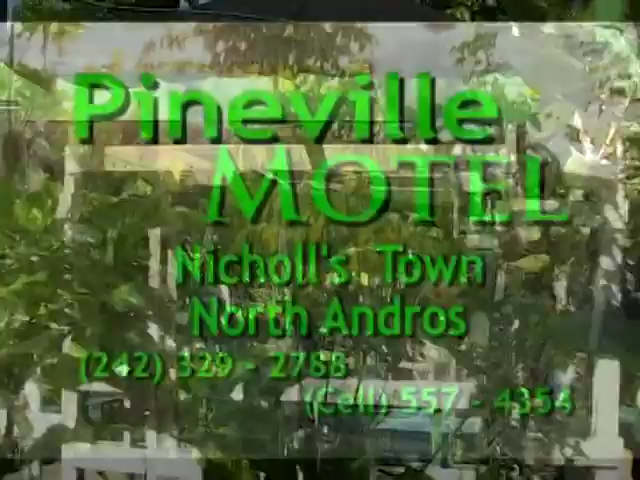 Pineville
MOTEL
Nicholl's Town
North Andros
(242) 329 - 2788
(Cell) 557 - 4354